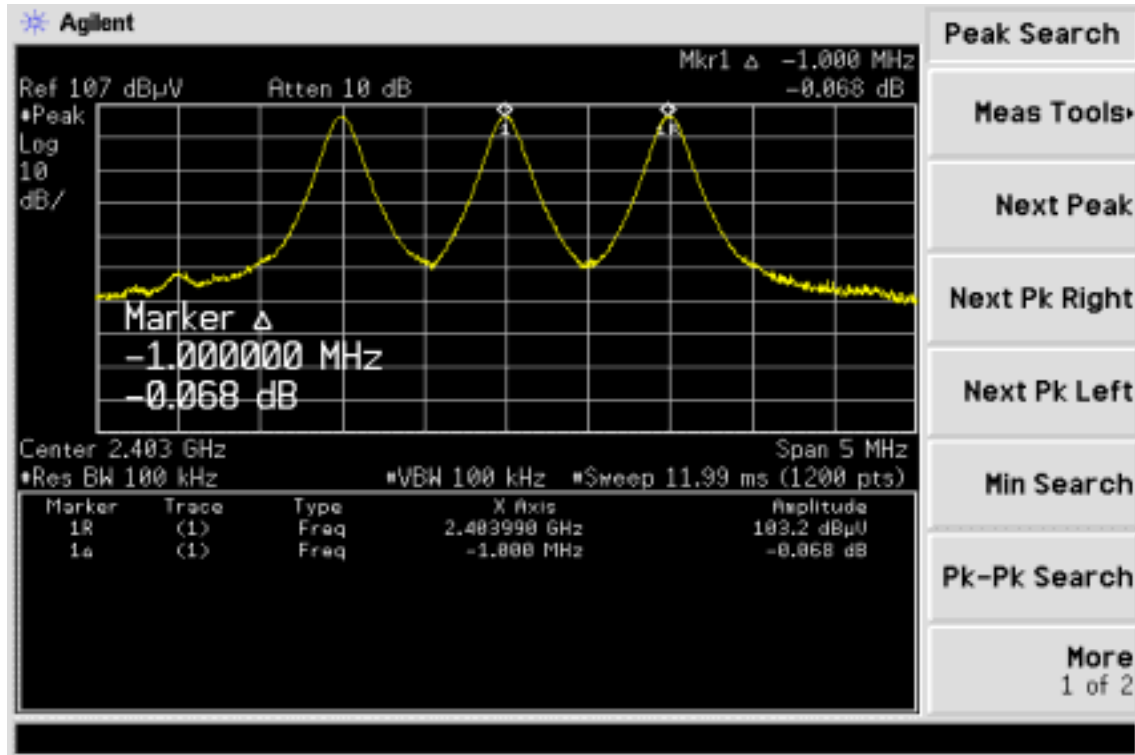 Agilent
Peak Search
Mkr1 Δ -1.000 MHz
Ref 107 dBµV Atten 10 dB -0.068 dB
#Peak
Log
10
dB/
1
1R
Marker Δ
-1.000000 MHz
-0.068 dB
Center 2.403 GHz Span 5 MHz
#Res BW 100 kHz #VBW 100 kHz #Sweep 11.99 ms (1200 pts)
Marker Trace Type X Axis Amplitude
1R (1) Freq 2.403990 GHz 103.2 dBµV
1Δ (1) Freq -1.000 MHz -0.068 dB
Meas Tools
Next Peak
Next Pk Right
Next Pk Left
Min Search
Pk-Pk Search
More
1 of 2